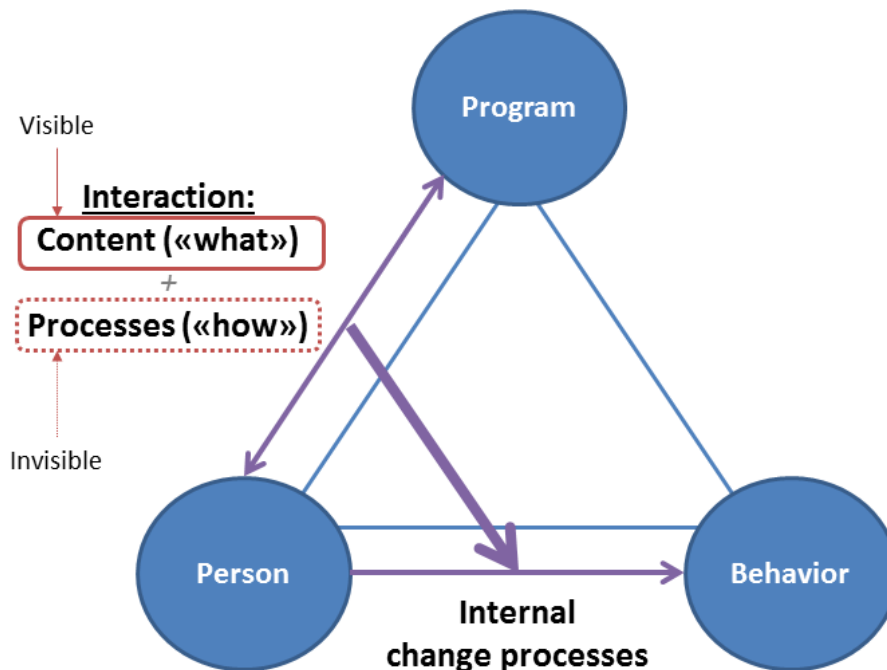 Program
Visible
Interaction:
Content («what»)
+
Processes («how»)
Invisible
Person
Behavior
Internal
change processes